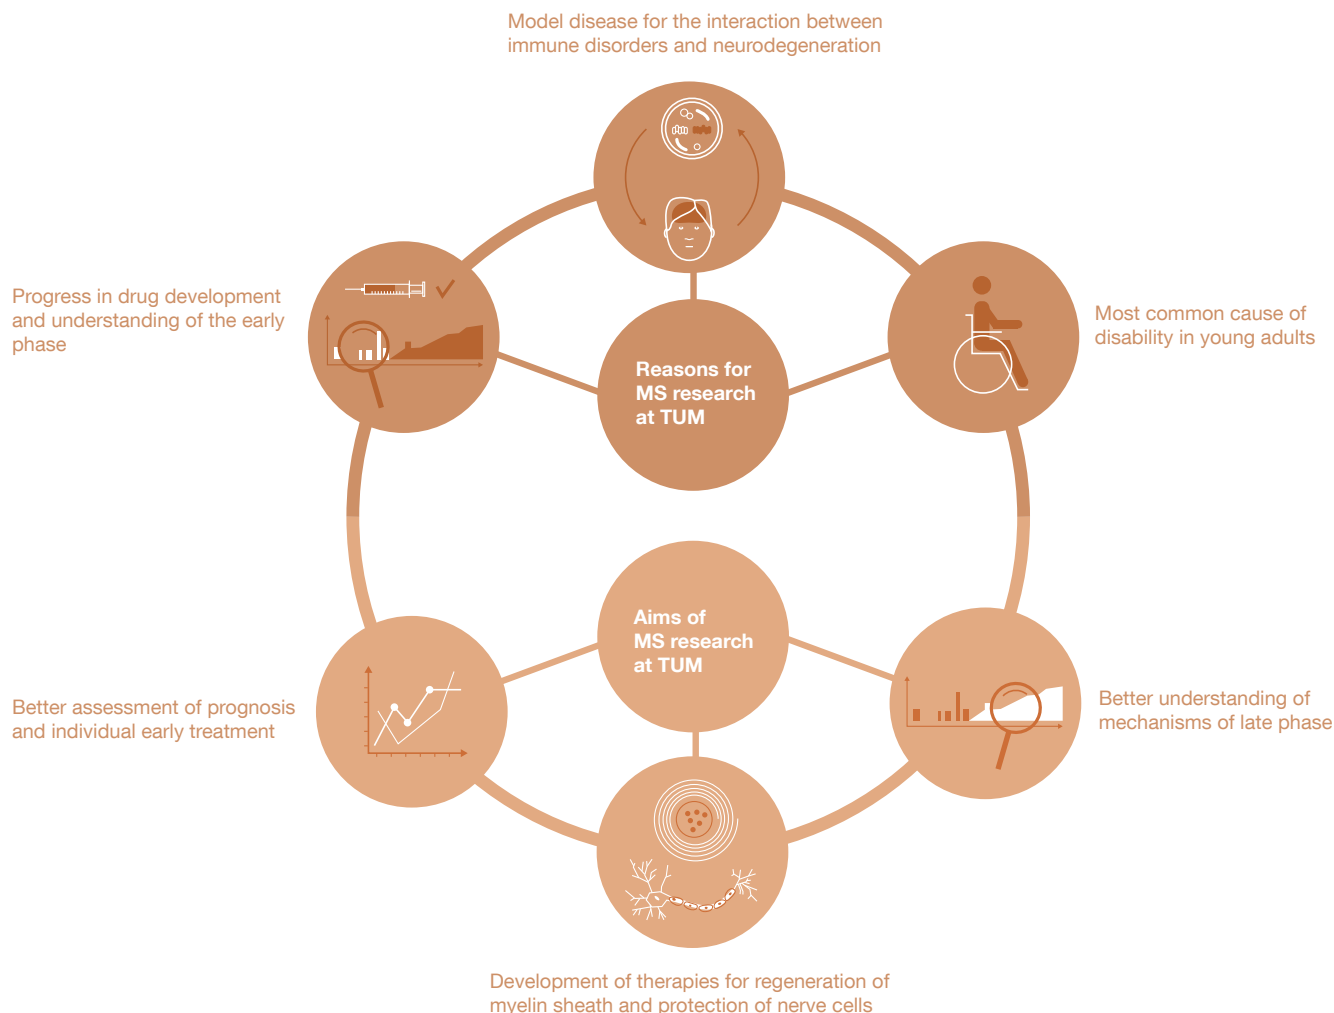 Model disease for the interaction between
immune disorders and neurodegeneration
Progress in drug development
and understanding of the early
phase
Reasons for
MS research
at TUM
Most common cause of
disability in young adults
Aims of
MS research
at TUM
Better assessment of prognosis
and individual early treatment
Better understanding of
mechanisms of late phase
Development of therapies for regeneration of
myelin sheath and protection of nerve cells